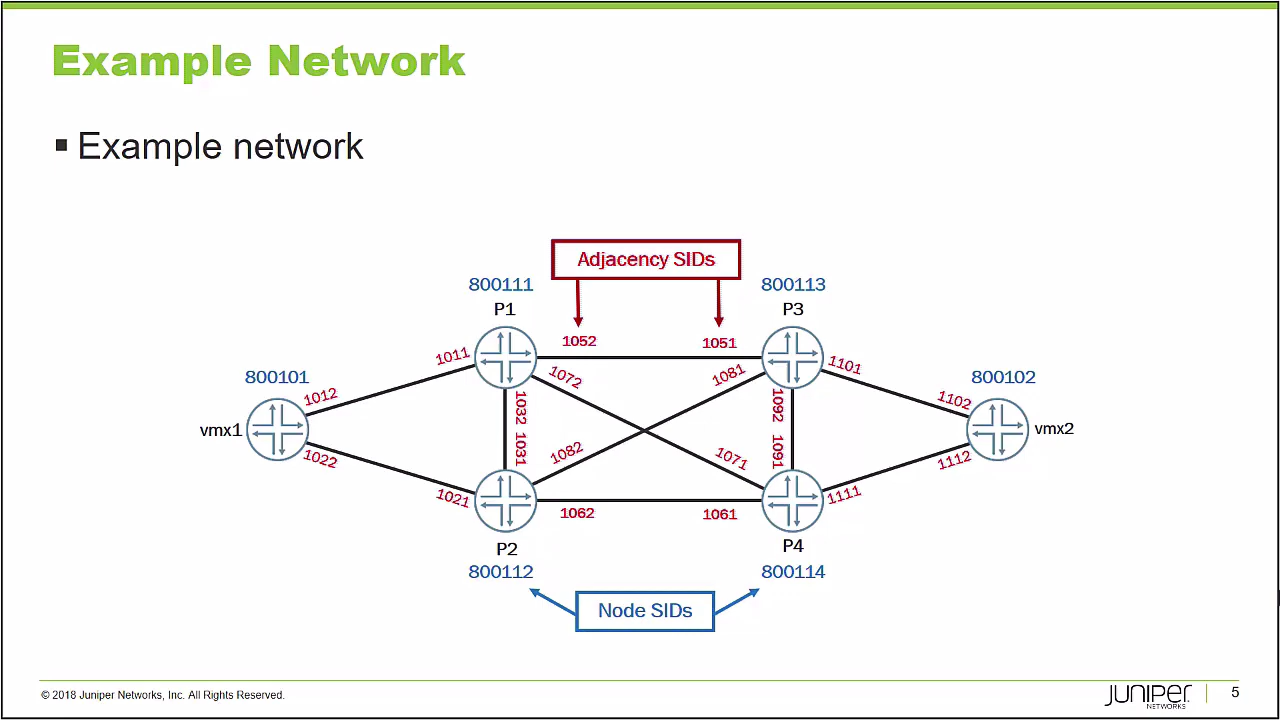 Example Network
▪ Example network
Adjacency SIDs
800111
800113
P1
P3
1052
1051
1011
1072
1081
1101
800101
800102
1012
1032
1092
1102
vmx1
vmx2
1022
1031
1082
1071
1091
1112
1021
1062
1061
1111
P2
P4
800112
800114
Node SIDs
© 2018 Juniper Networks, Inc. All Rights Reserved.
JUNIPEr
NETWORKS
5